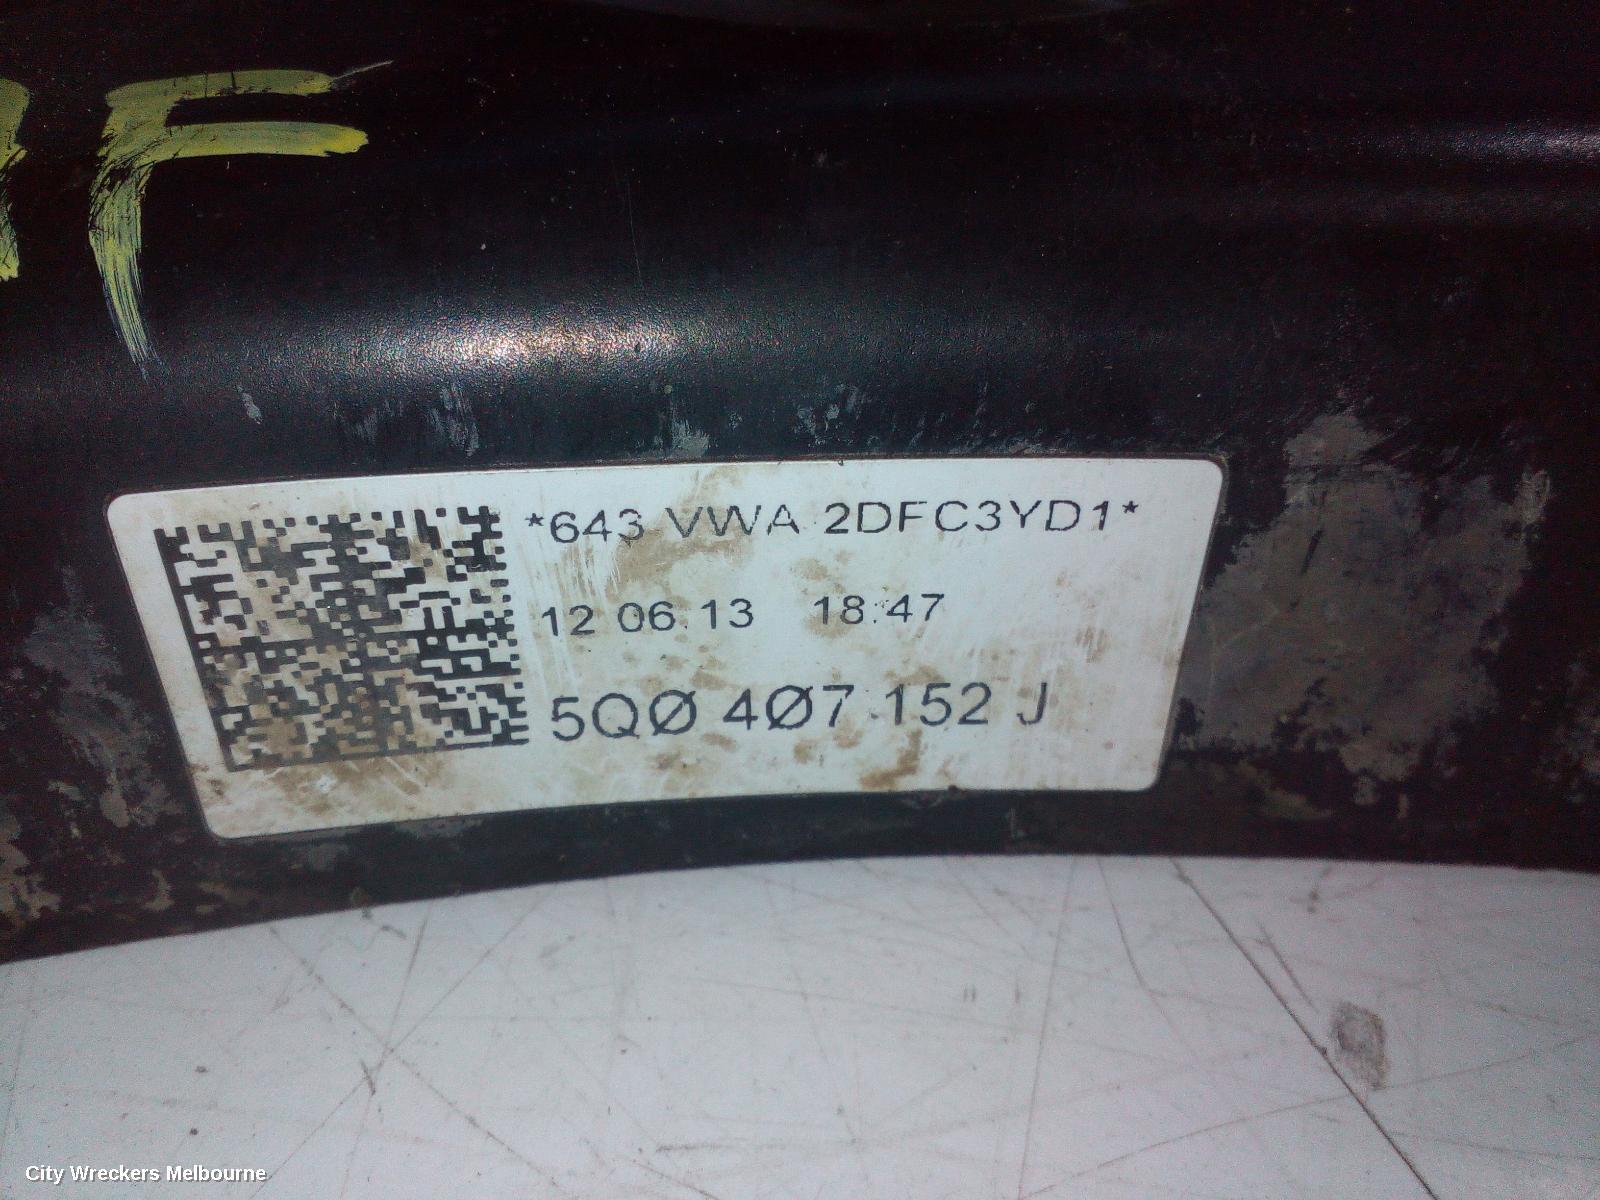 F
*643 VWA 2DFC3YD1*
12 06.13 18:47
5QØ 4Ø7 152 J
City Wreckers Melbourne